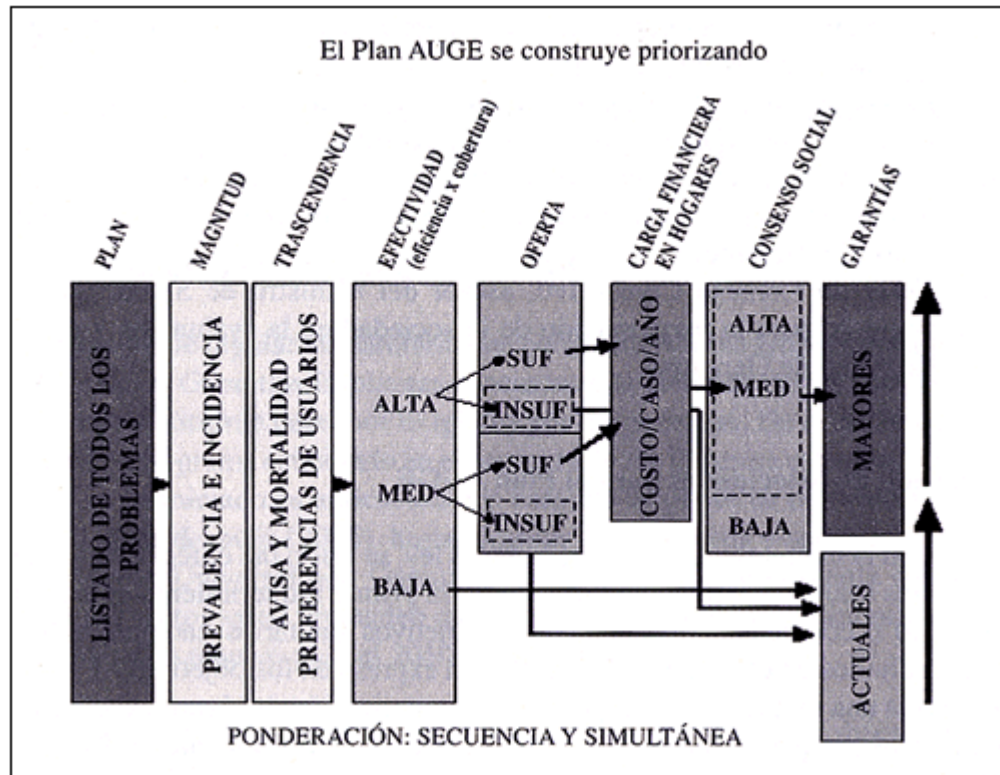 El Plan AUGE se construye priorizando
PLAN
MAGNITUD
TRASCENDENCIA
EFECTIVIDAD
(eficiencia x cobertura)
OFERTA
CARGA FINANCIERA
EN HOGARES
CONSENSO SOCIAL
GARANTÍAS
LISTADO DE TODOS LOS
PROBLEMAS
PREVALENCIA E INCIDENCIA
AVISA Y MORTALIDAD
PREFERENCIAS DE USUARIOS
ALTA
MED
BAJA
SUF
INSUF
SUF
INSUF
COSTO/CASO/AÑO
ALTA
MED
BAJA
MAYORES
ACTUALES
PONDERACIÓN: SECUENCIA Y SIMULTÁNEA